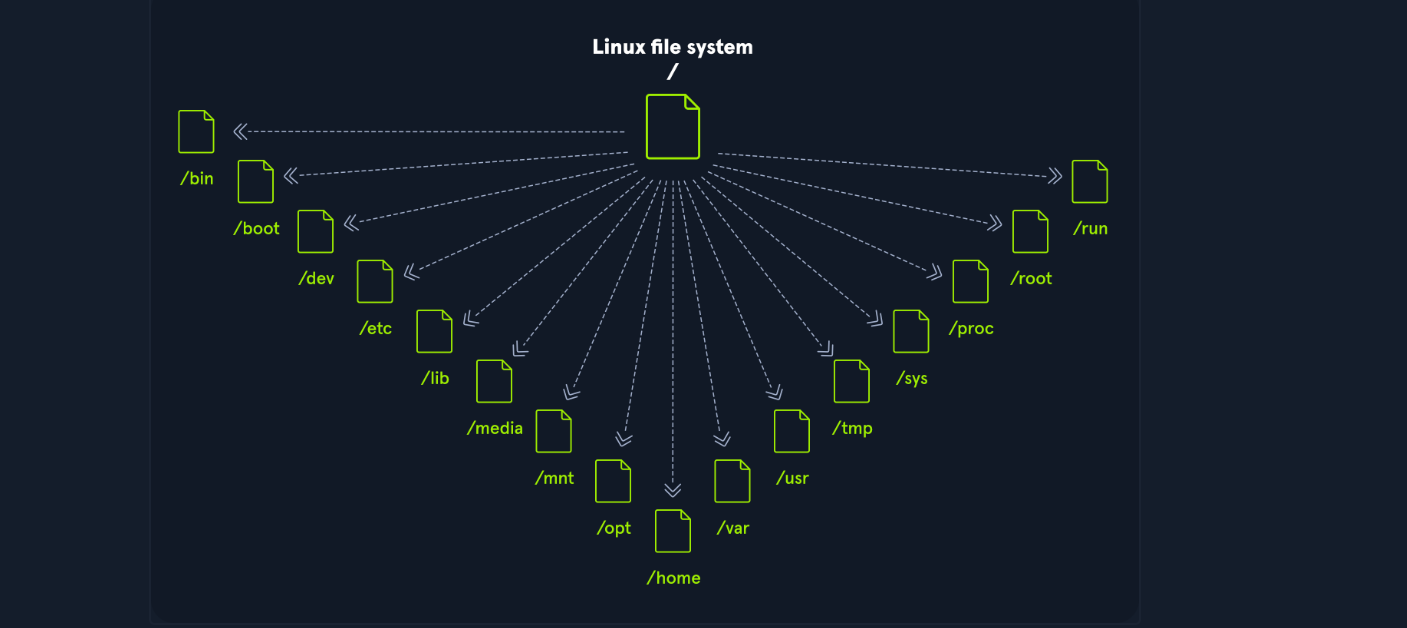 Linux file system
/
/bin
/boot
/dev
/etc
/lib
/media
/mnt
/opt
/home
/var
/usr
/tmp
/sys
/proc
/root
/run